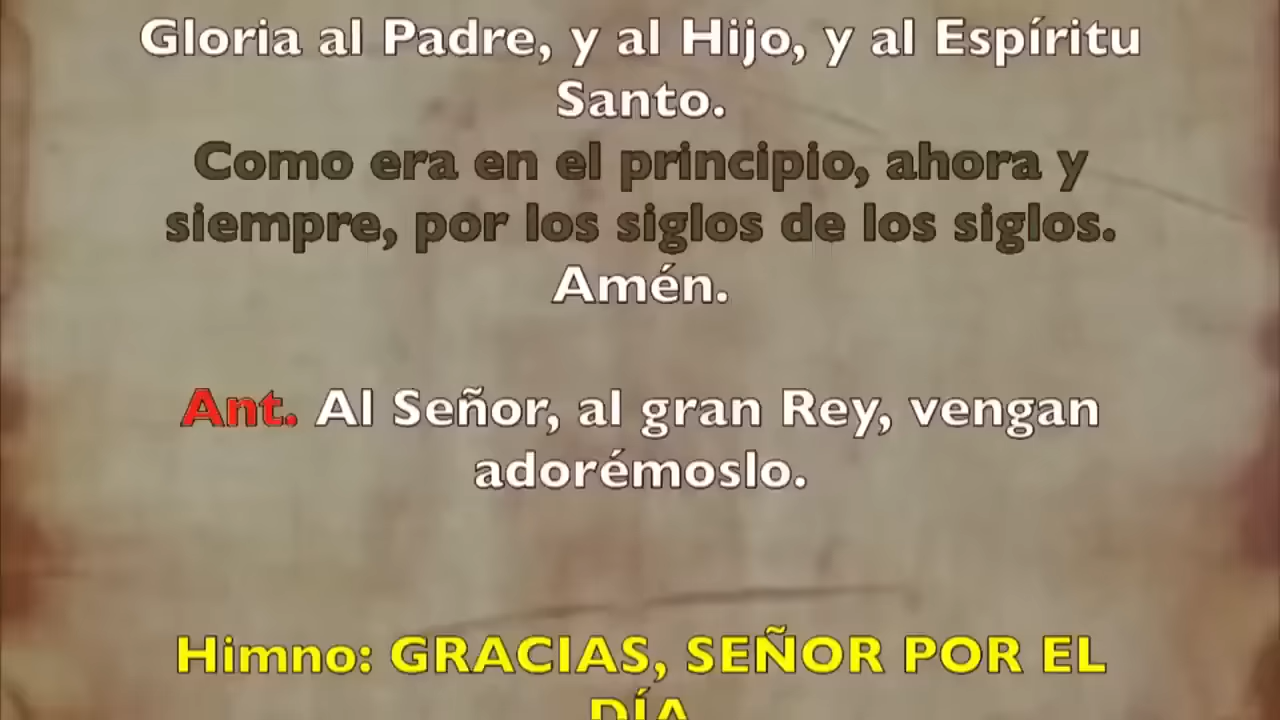 Gloria al Padre, y al Hijo, y al Espíritu
Santo.
Como era en el principio, ahora y
siempre, por los siglos de los siglos.
Amén.
Ant. Al Señor, al gran Rey, vengan
adorémoslo.
Himno: GRACIAS, SEÑOR POR EL
DÍA